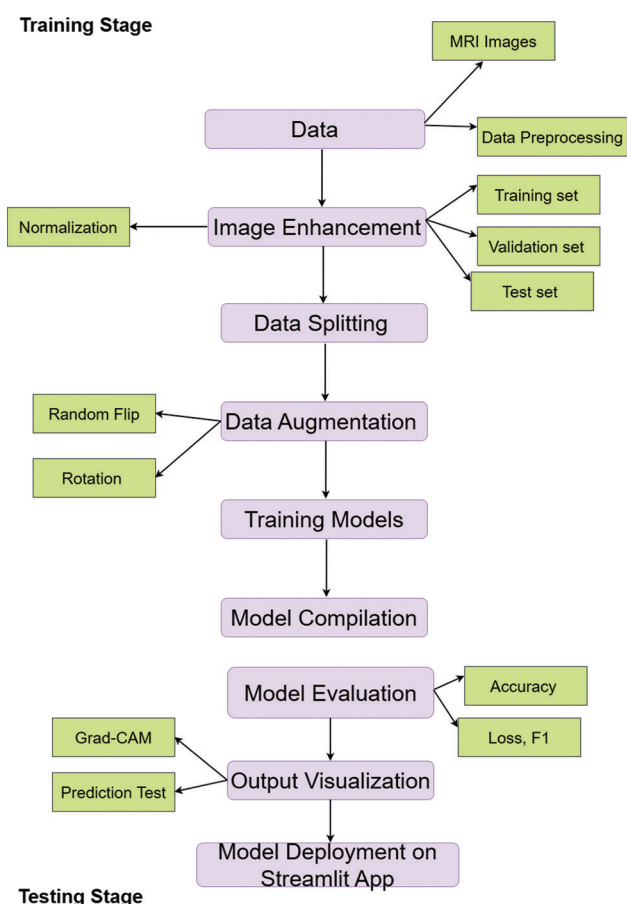 Training Stage
MRI Images
Data
Data Preprocessing
Training set
Normalization
Image Enhancement
Validation set
Test set
Data Splitting
Random Flip
Data Augmentation
Rotation
Training Models
Model Compilation
Model Evaluation
Accuracy
Grad-CAM
Loss, F1
Prediction Test
Output Visualization
Model Deployment on
Streamlit App
Testing Stage